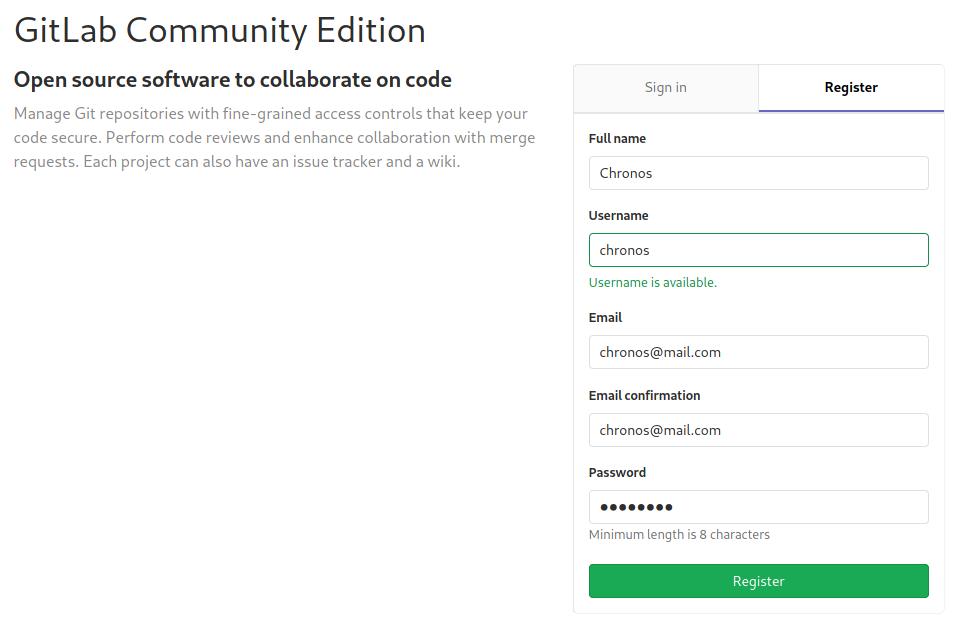 GitLab Community Edition
Open source software to collaborate on code
Manage Git repositories with fine-grained access controls that keep your
code secure. Perform code reviews and enhance collaboration with merge
requests. Each project can also have an issue tracker and a wiki.
Sign in
Register
Full name
Chronos
Username
chronos
Username is available.
Email
chronos@mail.com
Email confirmation
chronos@mail.com
Password
●●●●●●●●
Minimum length is 8 characters
Register